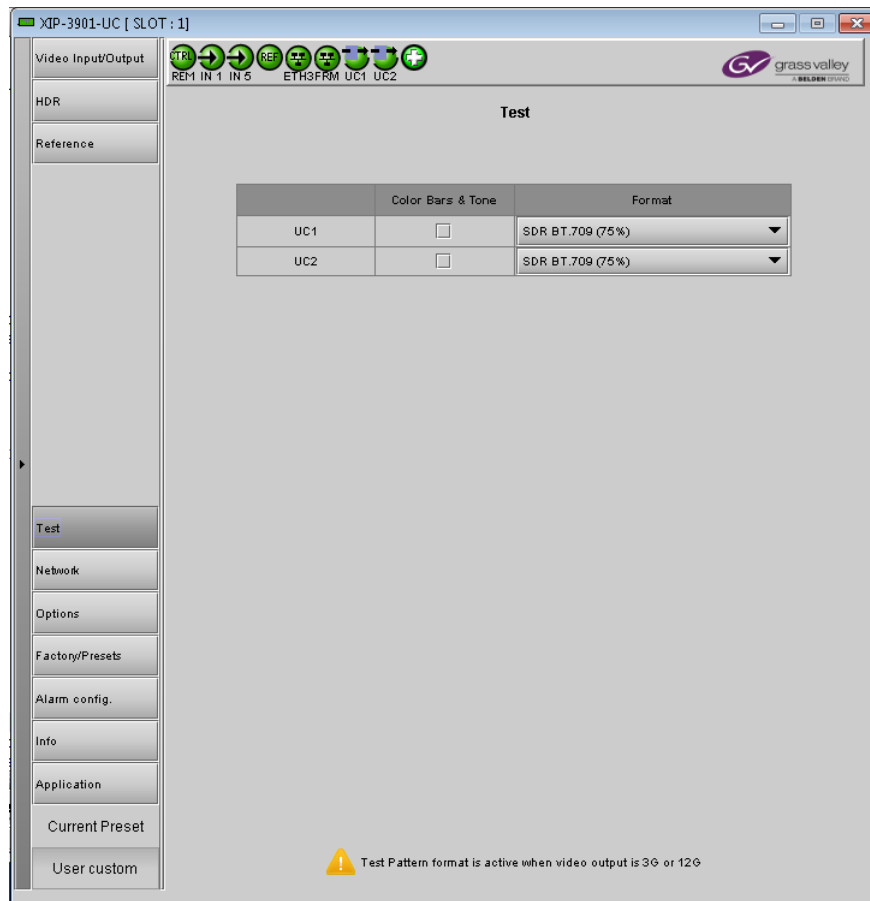 XIP-3901-UC [ SLOT : 1]
Video Input/Output
HDR
Reference
Test
Network
Options
Factory/Presets
Alarm config.
Info
Application
Current Preset
User custom
CTRL REF
REM IN 1 IN 5 ETH3FRM UC1 UC2
GV grass valley
A BELDEN BRAND
Test
Color Bars & Tone Format
UC1 SDR BT.709 (75%)
UC2 SDR BT.709 (75%)
Test Pattern format is active when video output is 3G or 12G